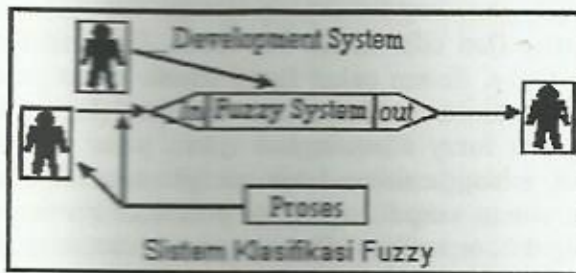 Development System
In Fuzzy System out
Proses
Sistem Klasifikasi Fuzzy